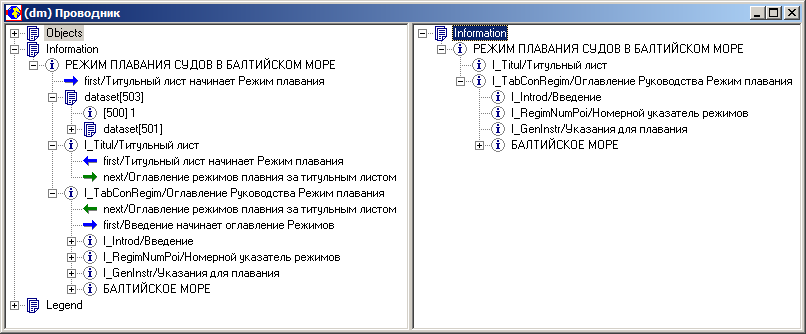 (dm) Проводник
Objects
Information
РЕЖИМ ПЛАВАНИЯ СУДОВ В БАЛТИЙСКОМ МОРЕ
first/Титульный лист начинает Режим плавания
dataset[503]
[500] 1
dataset[501]
I_Titul/Титульный лист
first/Титульный лист начинает Режим плавания
next/Оглавление режимов плавния за титульным листом
I_TabConRegim/Оглавление Руководства Режим плавания
next/Оглавление режимов плавния за титульным листом
first/Введение начинает оглавление Режимов
I_Introd/Введение
I_RegimNumPoi/Номерной указатель режимов
I_GenInstr/Указания для плавания
БАЛТИЙСКОЕ МОРЕ
Legend
Information
РЕЖИМ ПЛАВАНИЯ СУДОВ В БАЛТИЙСКОМ МОРЕ
I_Titul/Титульный лист
I_TabConRegim/Оглавление Руководства Режим плавания
I_Introd/Введение
I_RegimNumPoi/Номерной указатель режимов
I_GenInstr/Указания для плавания
БАЛТИЙСКОЕ МОРЕ